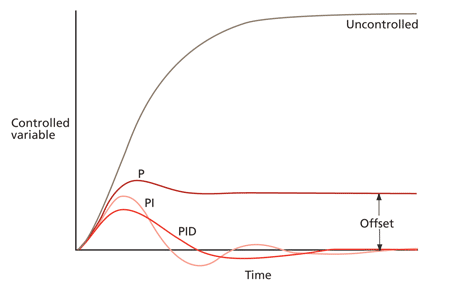 Uncontrolled
Controlled
variable
P
PI
PID
Offset
Time